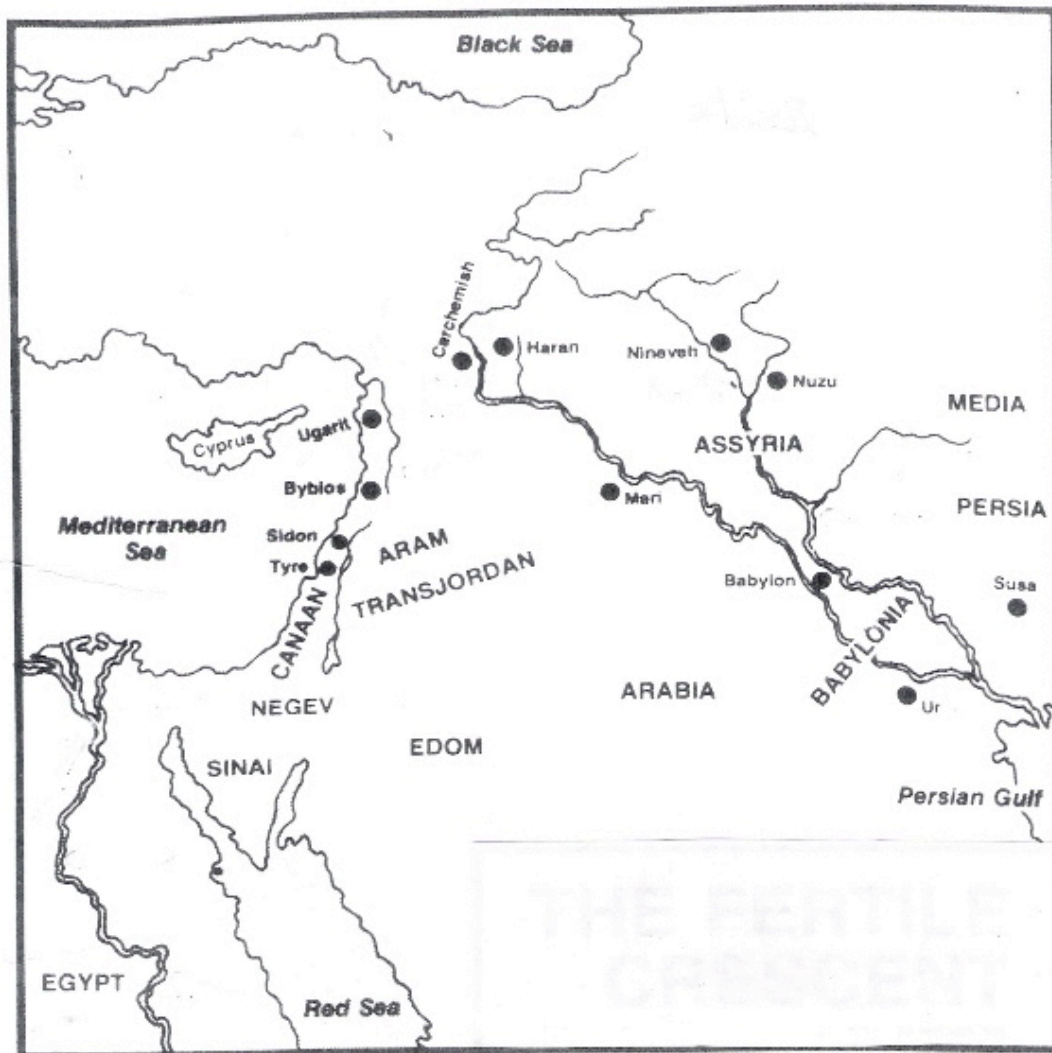 Black Sea
Carchemish
Haran
Nineveh
Nuzu
MEDIA
Ugarit
Cyprus
ASSYRIA
Byblos
Mari
PERSIA
Mediterranean
Sea
Sidon
ARAM
Tyre
TRANSJORDAN
Babylon
Susa
CANAAN
BABYLONIA
ARABIA
Ur
NEGEV
EDOM
SINAI
Persian Gulf
THE FERTILE
CRESCENT
EGYPT
Red Sea